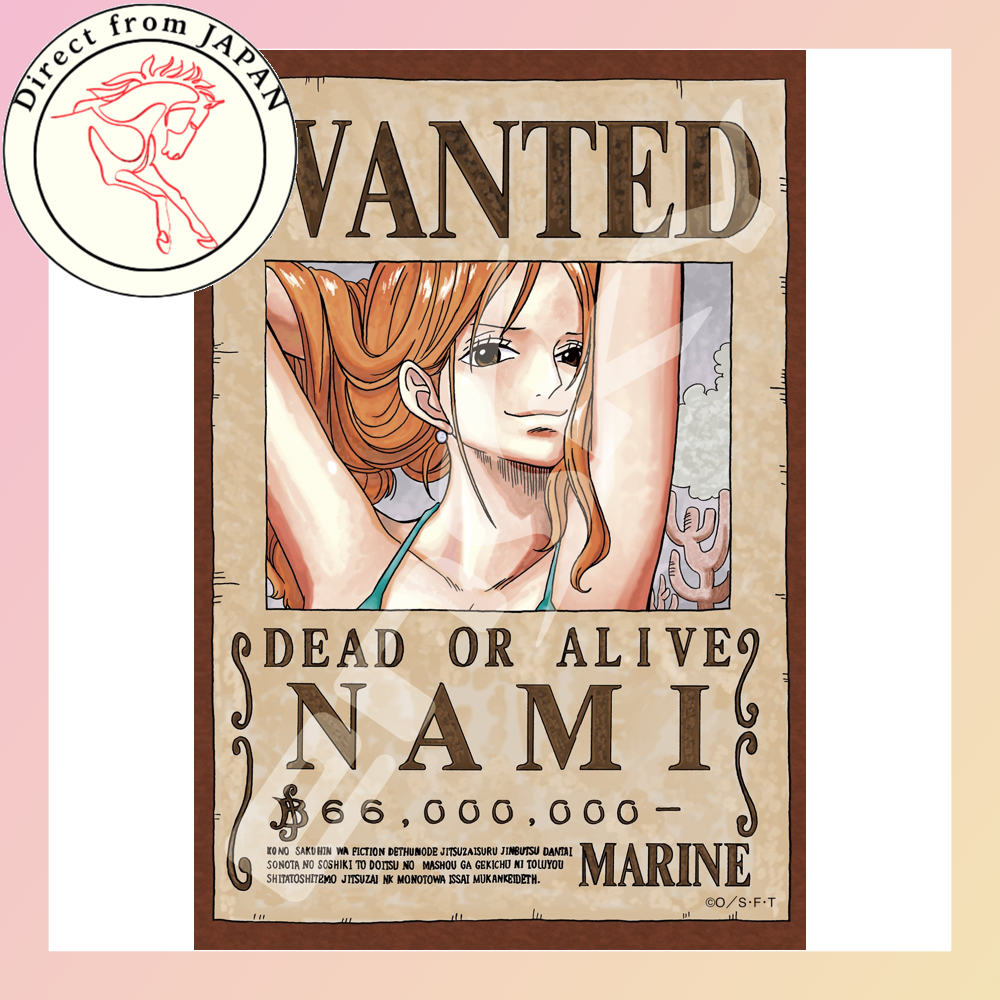 Direct from JAPAN
WANTED
DEAD OR ALIVE
NAMI
฿66,000,000-
KONO SAKUHIN WA FICTION DETHUNODE JITSUZAISURU JINBUTSU DANTAI
SONOTA NO SOSHIKI TO DOITSU NO MASHOU GA GEKICHU NI TOUJYOU
SHITATOSHITEMO JITSUZAI NK MONOTOWA ISSAI MUKANKEIDETH.
MARINE
©O/S·F·T